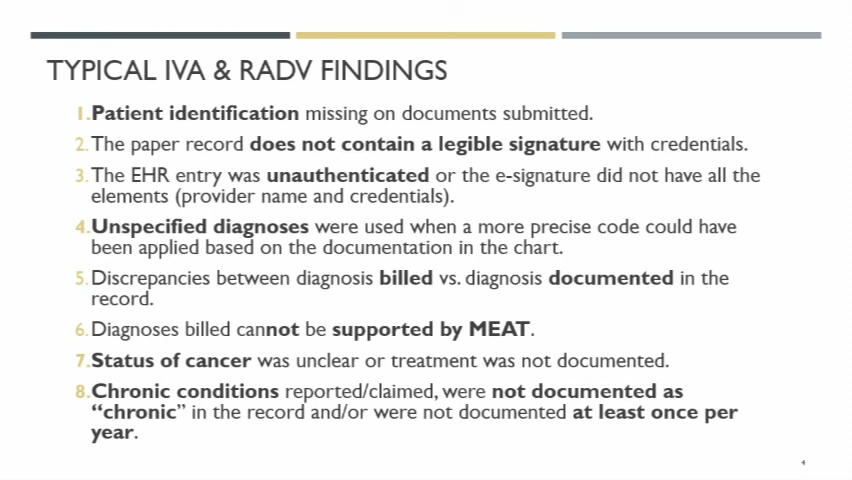 TYPICAL IVA & RADV FINDINGS
1.Patient identification missing on documents submitted.
2.The paper record does not contain a legible signature with credentials.
3.The EHR entry was unauthenticated or the e-signature did not have all the
elements (provider name and credentials).
4.Unspecified diagnoses were used when a more precise code could have
been applied based on the documentation in the chart.
5.Discrepancies between diagnosis billed vs. diagnosis documented in the
record.
6.Diagnoses billed cannot be supported by MEAT.
7.Status of cancer was unclear or treatment was not documented.
8.Chronic conditions reported/claimed, were not documented as
“chronic” in the record and/or were not documented at least once per
year.
4